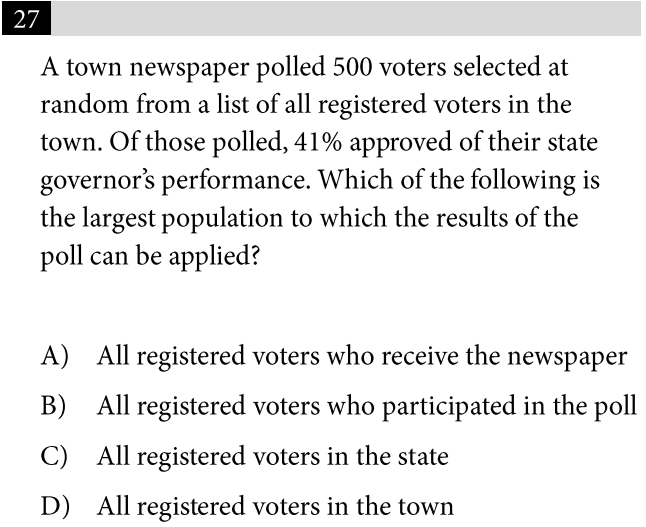 27
A town newspaper polled 500 voters selected at
random from a list of all registered voters in the
town. Of those polled, 41% approved of their state
governor’s performance. Which of the following is
the largest population to which the results of the
poll can be applied?
A) All registered voters who receive the newspaper
B) All registered voters who participated in the poll
C) All registered voters in the state
D) All registered voters in the town